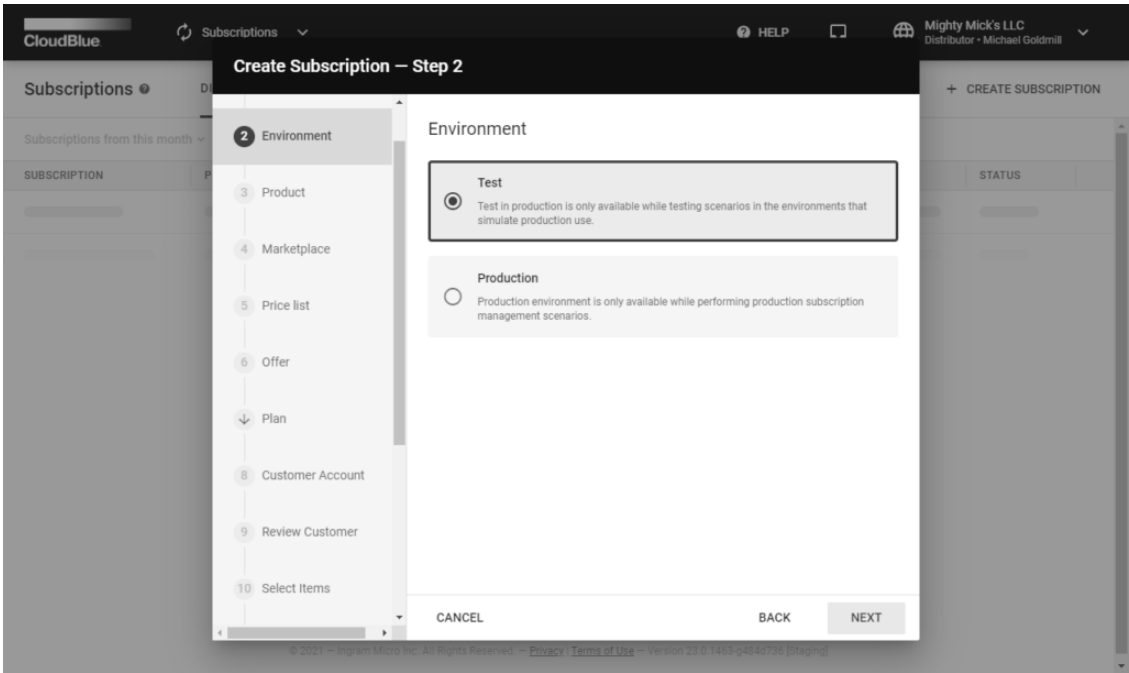 CloudBlue
Subscriptions
HELP
Mighty Mick's LLC
Distributor • Michael Goldmill
Create Subscription — Step 2
Subscriptions
DI
+ CREATE SUBSCRIPTION
Subscriptions from this month
SUBSCRIPTION
P
STATUS
2 Environment
3 Product
4 Marketplace
5 Price list
6 Offer
Plan
8 Customer Account
9 Review Customer
10 Select Items
Environment
Test
Test in production is only available while testing scenarios in the environments that
simulate production use.
Production
Production environment is only available while performing production subscription
management scenarios.
CANCEL
BACK
NEXT
© 2021 — Ingram Micro Inc. All Rights Reserved. — Privacy | Terms of Use — Version 23.0.1463-g484d736 [Staging]